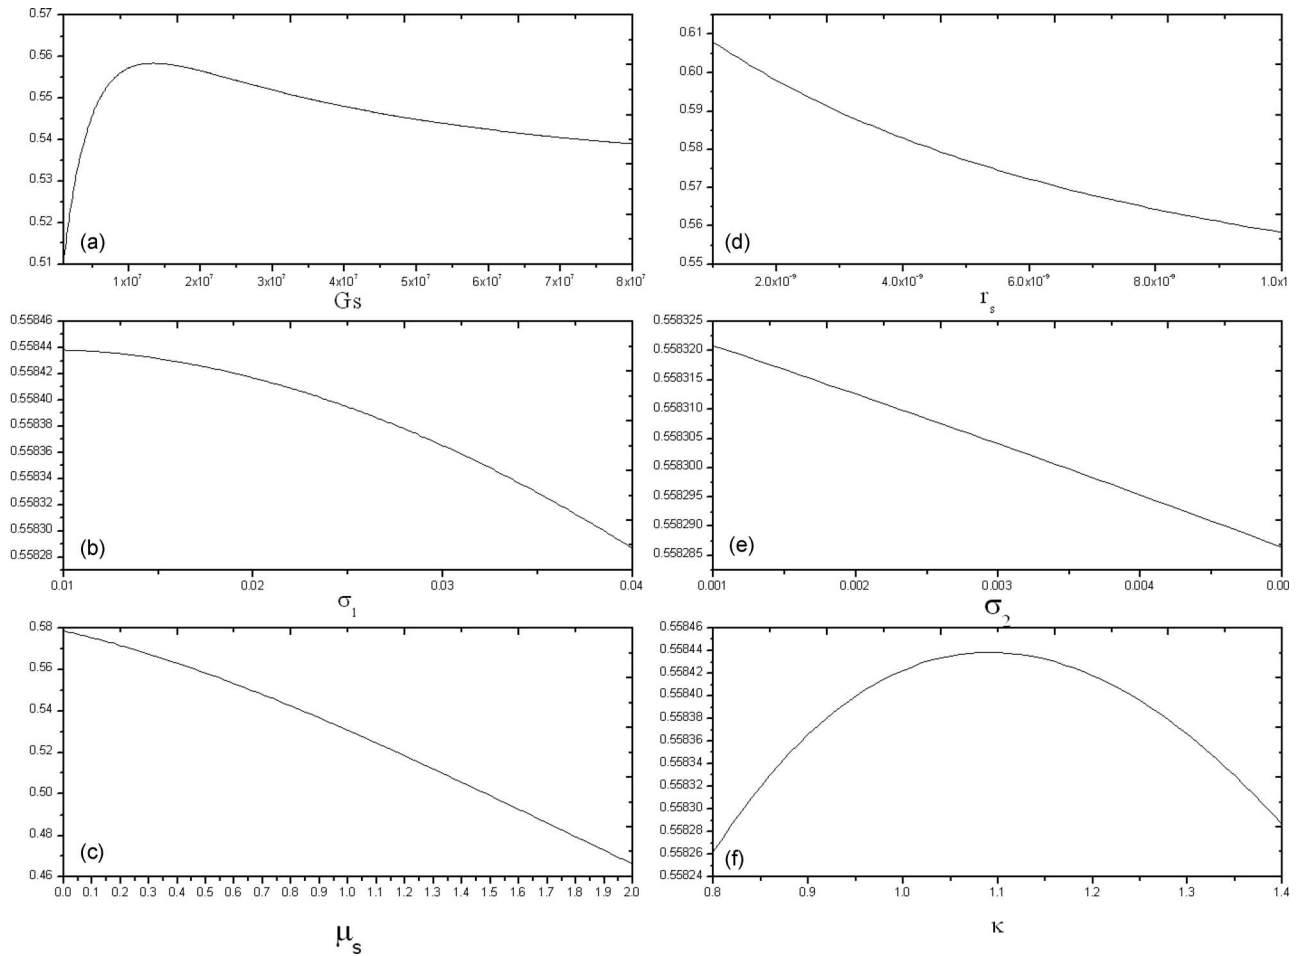 0.57
0.56
0.55
0.54
0.53
0.52
0.51
(a)
1x10⁷ 2x10⁷ 3x10⁷ 4x10⁷ 5x10⁷ 6x10⁷ 7x10⁷ 8x10⁷
Gs
0.61
0.60
0.59
0.58
0.57
0.56
0.55
(d)
2.0x10⁻⁹ 4.0x10⁻⁹ 6.0x10⁻⁹ 8.0x10⁻⁹ 1.0x1
rₛ
0.55846
0.55844
0.55842
0.55840
0.55838
0.55836
0.55834
0.55832
0.55830
0.55828
(b)
0.01 0.02 0.03 0.04
σ₁
0.558325
0.558320
0.558315
0.558310
0.558305
0.558300
0.558295
0.558290
0.558285
(e)
0.001 0.002 0.003 0.004 0.00
σ₂
0.58
0.56
0.54
0.52
0.50
0.48
0.46
(c)
0.0 0.1 0.2 0.3 0.4 0.5 0.6 0.7 0.8 0.9 1.0 1.1 1.2 1.3 1.4 1.5 1.6 1.7 1.8 1.9 2.0
μₛ
0.55846
0.55844
0.55842
0.55840
0.55838
0.55836
0.55834
0.55832
0.55830
0.55828
0.55826
0.55824
(f)
0.8 0.9 1.0 1.1 1.2 1.3 1.4
κ